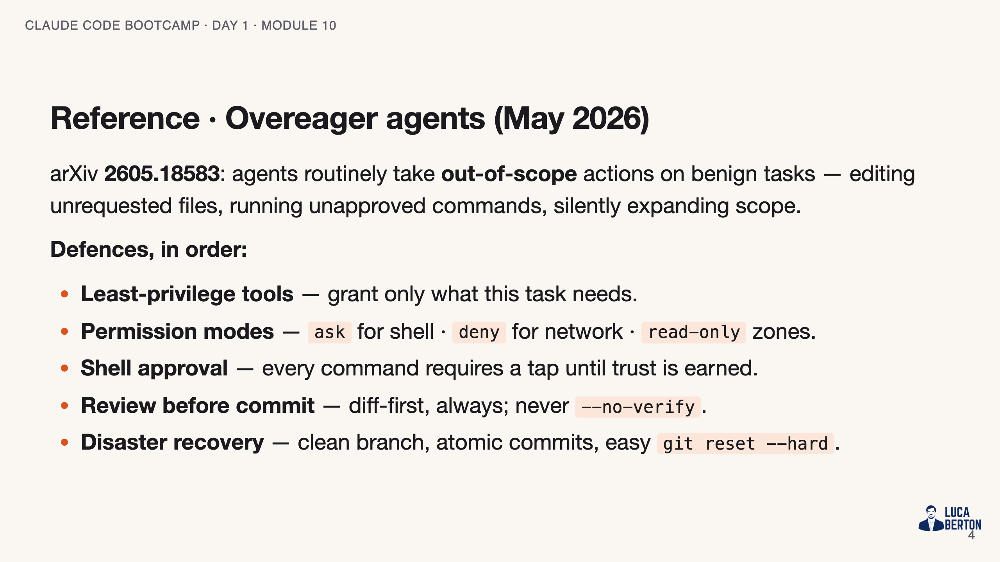 CLAUDE CODE BOOTCAMP · DAY 1 · MODULE 10
Reference · Overeager agents (May 2026)
arXiv 2605.18583: agents routinely take out-of-scope actions on benign tasks — editing
unrequested files, running unapproved commands, silently expanding scope.
Defences, in order:
• Least-privilege tools — grant only what this task needs.
• Permission modes — ask for shell · deny for network · read-only zones.
• Shell approval — every command requires a tap until trust is earned.
• Review before commit — diff-first, always; never --no-verify.
• Disaster recovery — clean branch, atomic commits, easy git reset --hard.
LUCA
BERTON
4